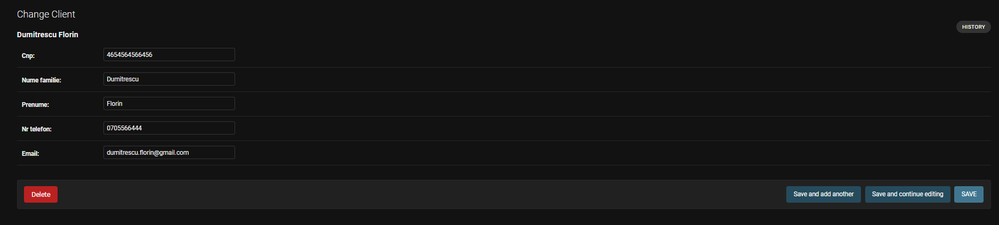 Change Client
HISTORY
Dumitrescu Florin
Cnp: 4654564566456
Nume familie: Dumitrescu
Prenume: Florin
Nr telefon: 0705566444
Email: dumitrescu.florin@gmail.com
Delete Save and add another Save and continue editing SAVE